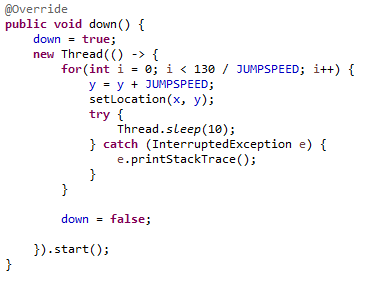 @Override
public void down() {
    down = true;
    new Thread(() -> {
        for(int i = 0; i < 130 / JUMPSPEED; i++) {
            y = y + JUMPSPEED;
            setLocation(x, y);
            try {
                Thread.sleep(10);
            } catch (InterruptedException e) {
                e.printStackTrace();
            }
        }

        down = false;

    }).start();
}